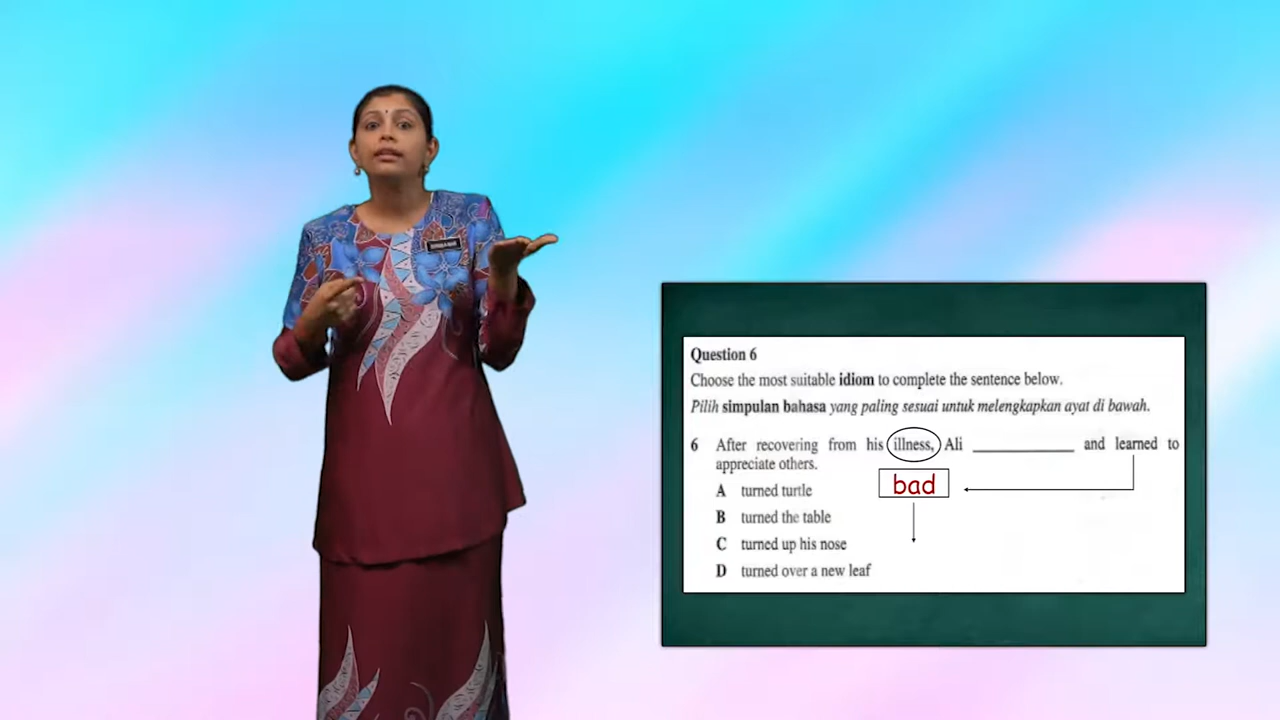 Question 6
Choose the most suitable idiom to complete the sentence below.
Pilih simpulan bahasa yang paling sesuai untuk melengkapkan ayat di bawah.
6 After recovering from his illness, Ali __________ and learned to
appreciate others.
bad
A turned turtle
B turned the table
C turned up his nose
D turned over a new leaf